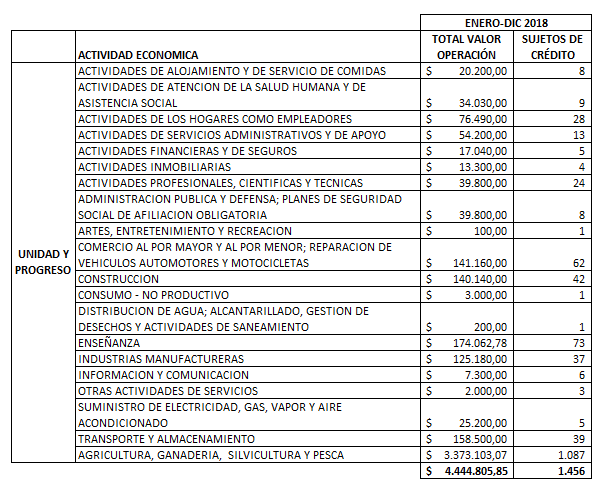 ENERO-DIC 2018
ACTIVIDAD ECONOMICA
TOTAL VALOR OPERACIÓN
SUJETOS DE CRÉDITO
UNIDAD Y PROGRESO
ACTIVIDADES DE ALOJAMIENTO Y DE SERVICIO DE COMIDAS $ 20.200,00 8
ACTIVIDADES DE ATENCION DE LA SALUD HUMANA Y DE
ASISTENCIA SOCIAL $ 34.030,00 9
ACTIVIDADES DE LOS HOGARES COMO EMPLEADORES $ 76.490,00 28
ACTIVIDADES DE SERVICIOS ADMINISTRATIVOS Y DE APOYO $ 54.200,00 13
ACTIVIDADES FINANCIERAS Y DE SEGUROS $ 17.040,00 5
ACTIVIDADES INMOBILIARIAS $ 13.300,00 4
ACTIVIDADES PROFESIONALES, CIENTIFICAS Y TECNICAS $ 39.800,00 24
ADMINISTRACION PUBLICA Y DEFENSA; PLANES DE SEGURIDAD
SOCIAL DE AFILIACION OBLIGATORIA $ 39.800,00 8
ARTES, ENTRETENIMIENTO Y RECREACION $ 100,00 1
COMERCIO AL POR MAYOR Y AL POR MENOR; REPARACION DE
VEHICULOS AUTOMOTORES Y MOTOCICLETAS $ 141.160,00 62
CONSTRUCCION $ 140.140,00 42
CONSUMO - NO PRODUCTIVO $ 3.000,00 1
DISTRIBUCION DE AGUA; ALCANTARILLADO, GESTION DE
DESECHOS Y ACTIVIDADES DE SANEAMIENTO $ 200,00 1
ENSEÑANZA $ 174.062,78 73
INDUSTRIAS MANUFACTURERAS $ 125.180,00 37
INFORMACION Y COMUNICACION $ 7.300,00 6
OTRAS ACTIVIDADES DE SERVICIOS $ 2.000,00 3
SUMINISTRO DE ELECTRICIDAD, GAS, VAPOR Y AIRE
ACONDICIONADO $ 25.200,00 5
TRANSPORTE Y ALMACENAMIENTO $ 158.500,00 39
AGRICULTURA, GANADERIA, SILVICULTURA Y PESCA $ 3.373.103,07 1.087
$ 4.444.805,85 1.456